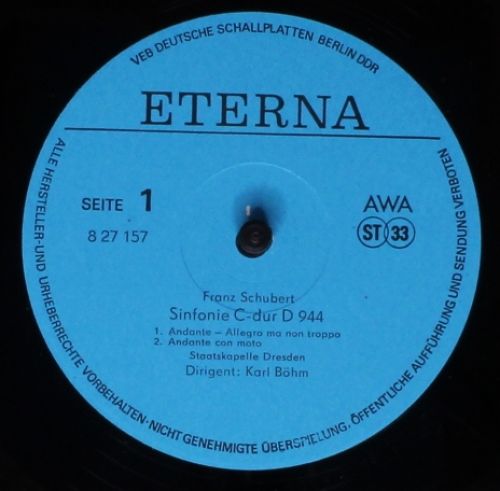 VEB DEUTSCHE SCHALLPLATTEN BERLIN DDR
ETERNA
SEITE 1
8 27 157
AWA
ST 33
Franz Schubert
Sinfonie C-dur D 944
1. Andante – Allegro ma non troppo
2. Andante con moto
Staatskapelle Dresden
Dirigent: Karl Böhm
ALLE HERSTELLER- UND URHEBERRECHTE VORBEHALTEN · NICHT GENEHMIGTE ÜBERSPIELUNG, ÖFFENTLICHE AUFFÜHRUNG UND SENDUNG VERBOTEN